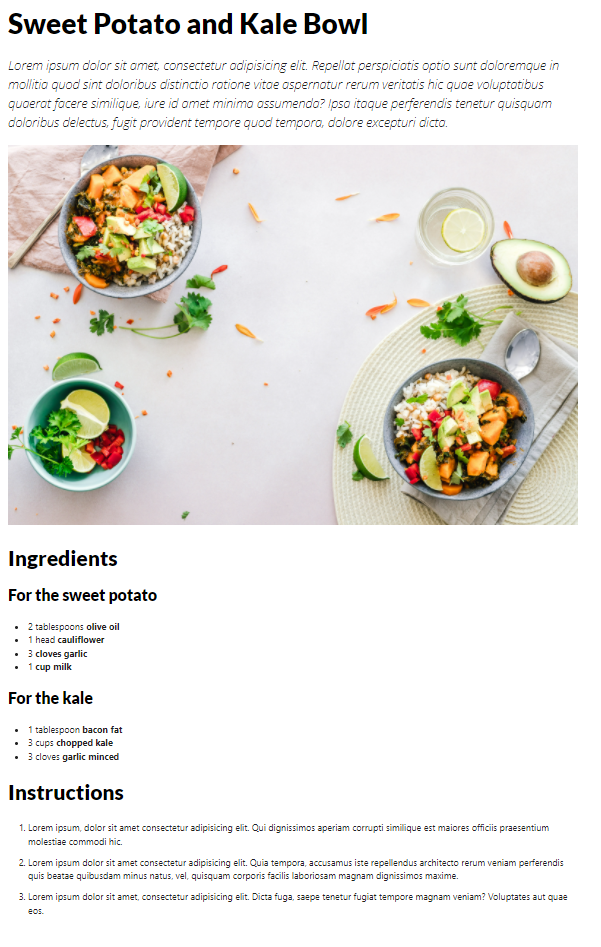 Sweet Potato and Kale Bowl
Lorem ipsum dolor sit amet, consectetur adipisicing elit. Repellat perspiciatis optio sunt doloremque in
mollitia quod sint doloribus distinctio ratione vitae aspernatur rerum veritatis hic quae voluptatibus
quaerat facere similique, iure id amet minima assumenda? Ipsa itaque perferendis tenetur quisquam
doloribus delectus, fugit provident tempore quod tempora, dolore excepturi dicta.
Ingredients
For the sweet potato
• 2 tablespoons olive oil
• 1 head cauliflower
• 3 cloves garlic
• 1 cup milk
For the kale
• 1 tablespoon bacon fat
• 3 cups chopped kale
• 3 cloves garlic minced
Instructions
1. Lorem ipsum, dolor sit amet consectetur adipisicing elit. Qui dignissimos aperiam corrupti similique est maiores officiis praesentium
molestiae commodi hic.
2. Lorem ipsum dolor sit amet consectetur adipisicing elit. Quia tempora, accusamus iste repellendus architecto rerum veniam perferendis
quis beatae quibusdam minus natus, vel, quisquam corporis facilis laboriosam magnam dignissimos maxime.
3. Lorem ipsum dolor sit amet, consectetur adipisicing elit. Dicta fuga, saepe tenetur fugiat tempore magnam veniam? Voluptates aut quae
eos.